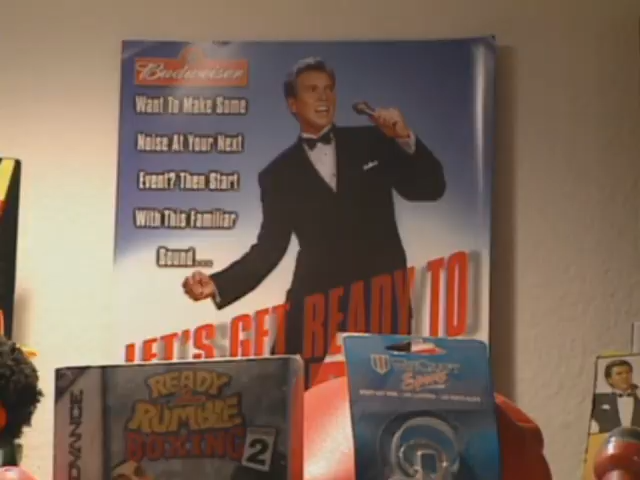 Budweiser
Want To Make Some
Noise At Your Next
Event? Then Start
With This Familiar
Sound...
LET'S GET READY TO
READY
2
RUMBLE
BOXING
2
DVANCE
Sports